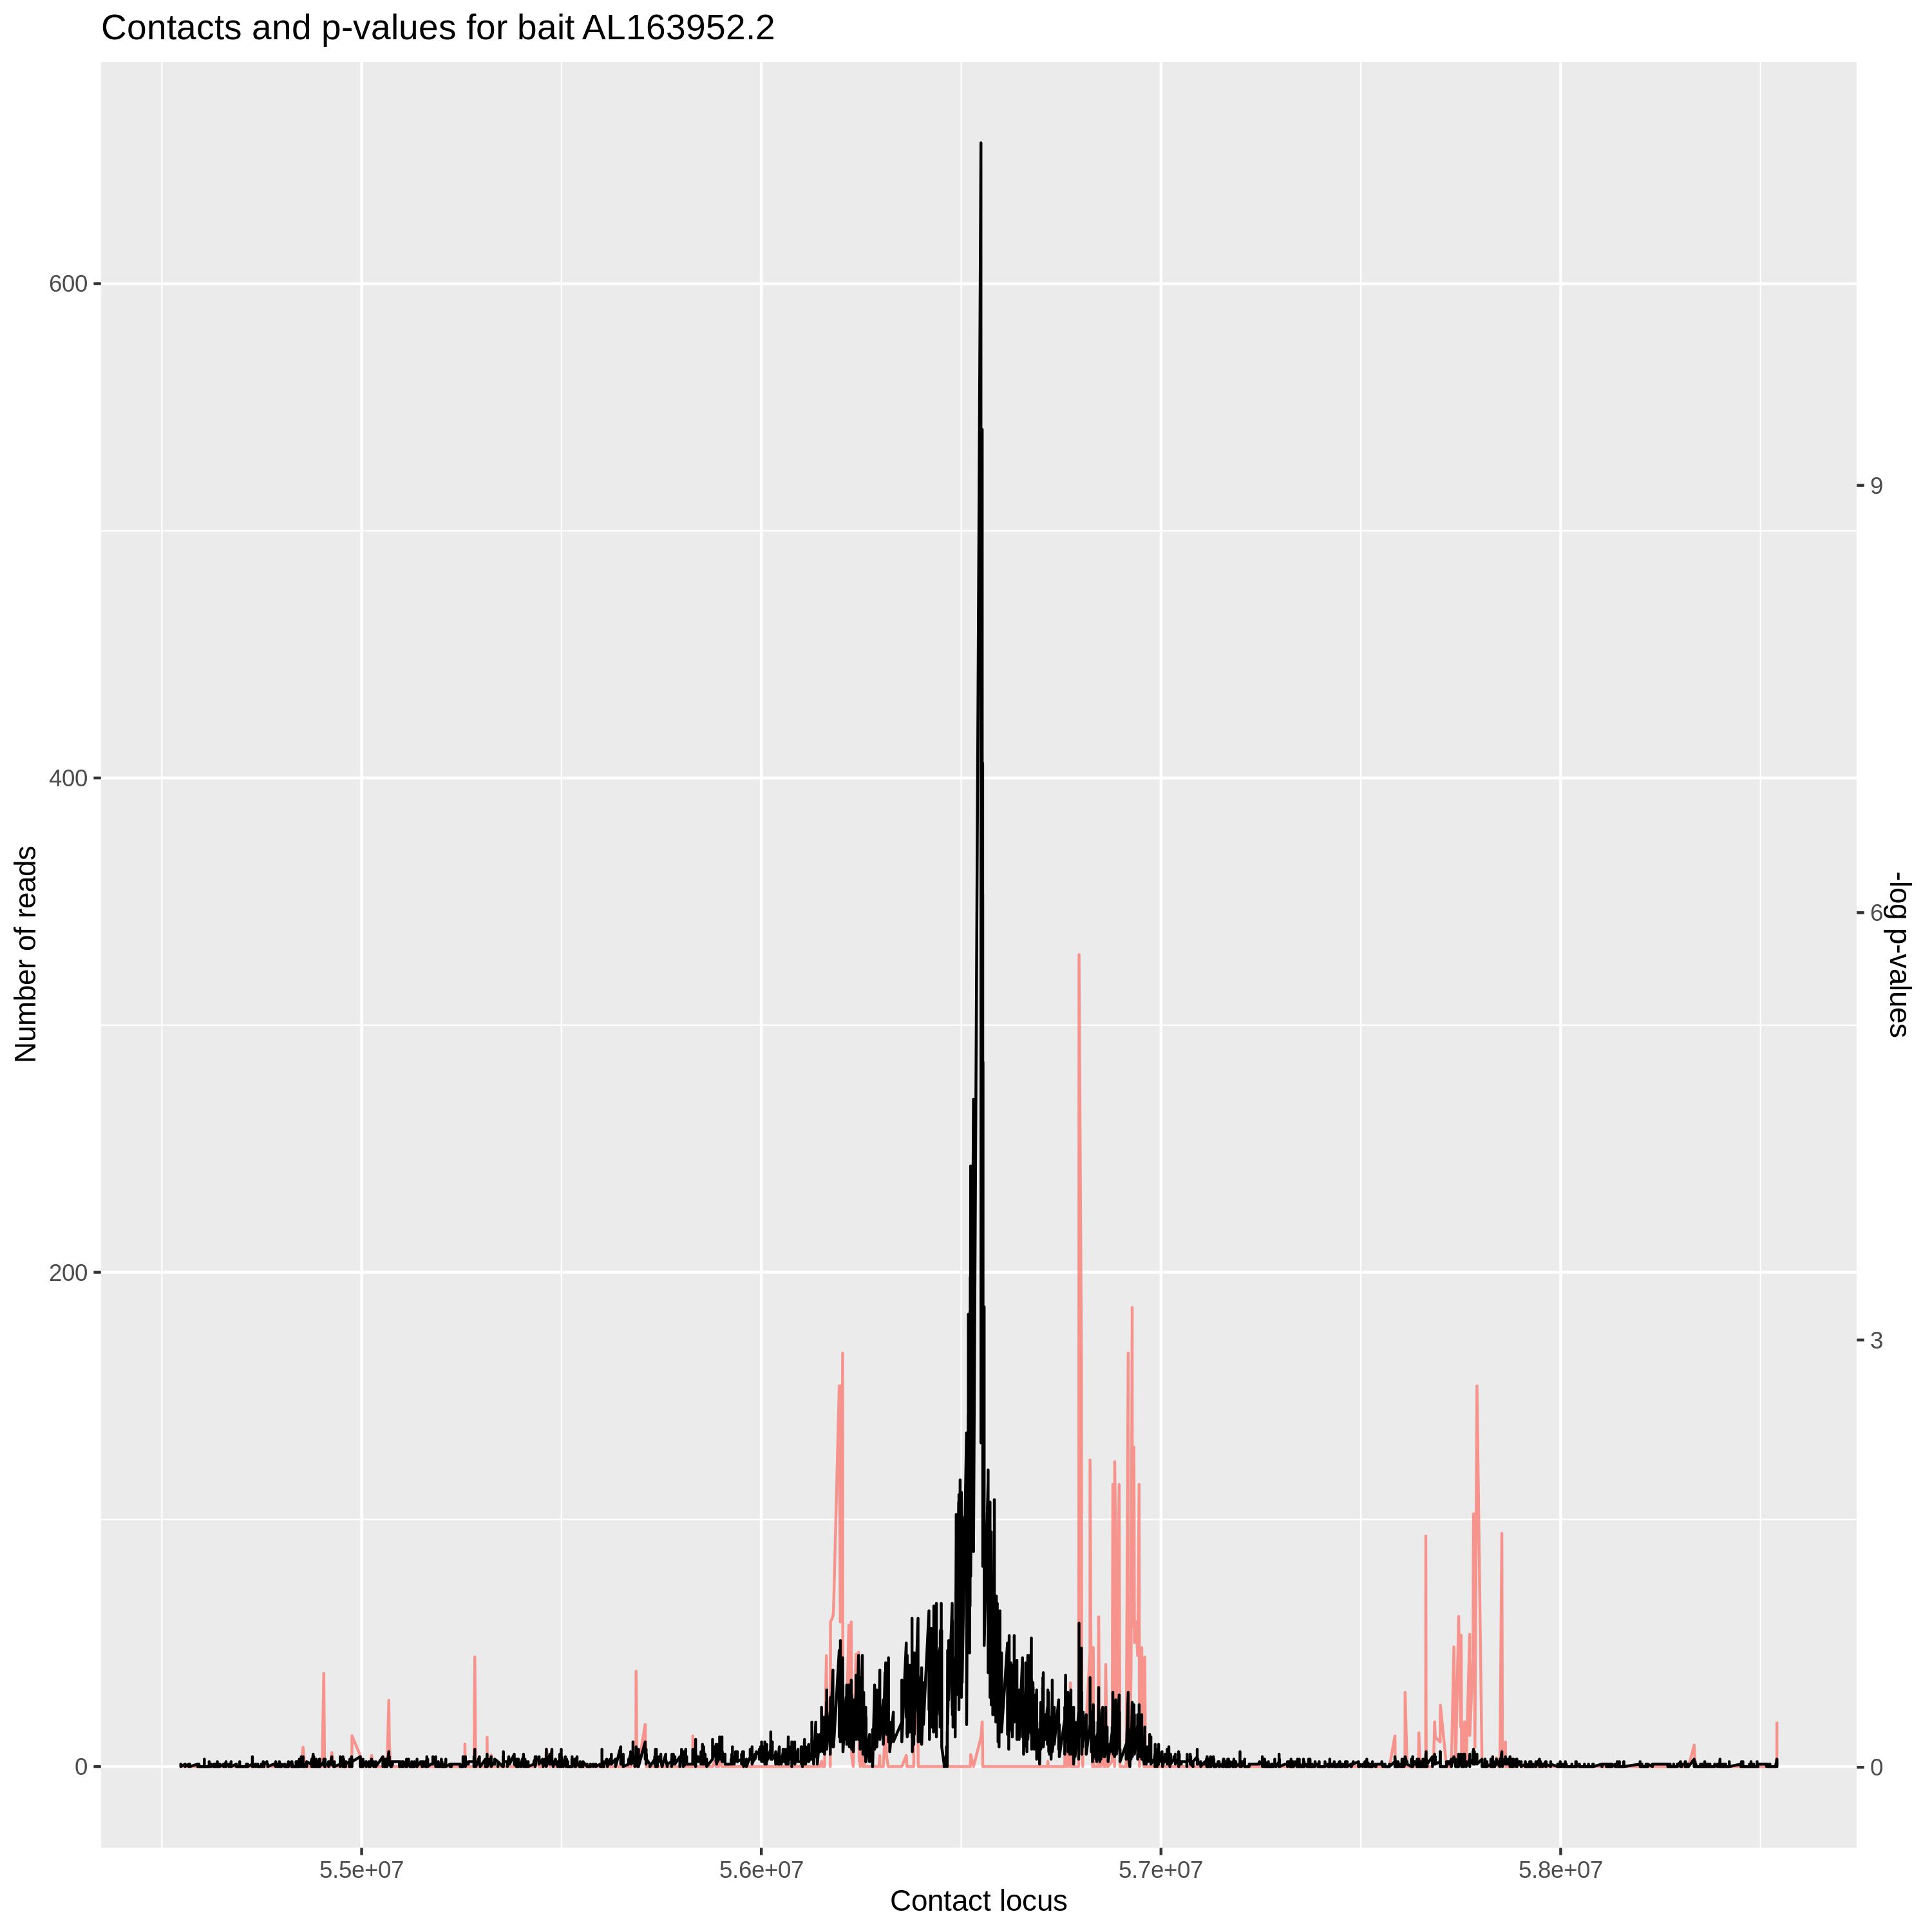 Contacts and p-values for bait AL163952.2
600
400
200
0
Number of reads
9
6
3
0
-log p-values
5.5e+07
5.6e+07
5.7e+07
5.8e+07
Contact locus